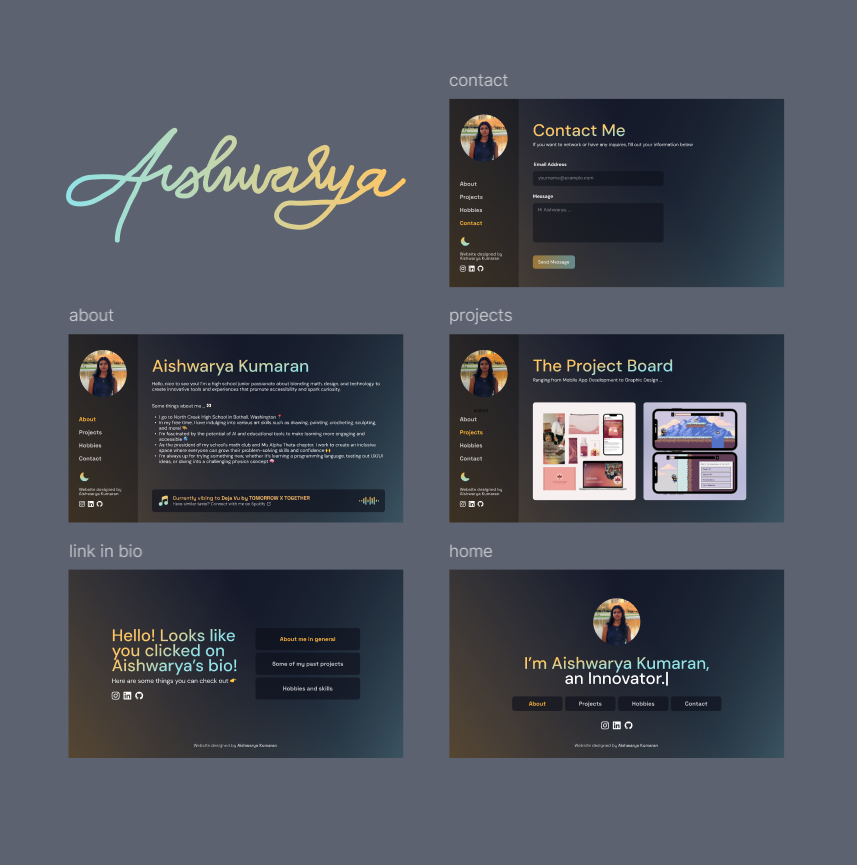 Aishwarya
contact
Contact Me
If you want to network or have any inquires, fill out your information below
Email Address
yourname@example.com
Message
Hi Aishwarya...
Send Message
About
Projects
Hobbies
Contact
Website designed by
Aishwarya Kumaran
about
Aishwarya Kumaran
Hello, nice to see you! I'm a high school junior passionate about blending math, design, and technology to
create innovative tools and experiences that promote accessibility and spark curiosity.
Some things about me ...
I go to North Creek High School in Bothell, Washington
In my free time, I have indulging into various art skills such as drawing, painting, crocheting, sculpting,
and more!
I'm fascinated by the potential of AI and educational tools to make learning more engaging and
accessible
As the president of my school's math club and Mu Alpha Theta chapter, I work to create an inclusive
space where everyone can grow their problem-solving skills and confidence
I'm always up for trying something new, whether it's learning a programming language, testing out UX/UI
ideas, or diving into a challenging physics concept
Currently vibing to Deja Vu by TOMORROW X TOGETHER
Have similar taste? Connect with me on Spotify
About
Projects
Hobbies
Contact
Website designed by
Aishwarya Kumaran
projects
The Project Board
Ranging from Mobile App Development to Graphic Design ...
About
Projects
Hobbies
Contact
Website designed by
Aishwarya Kumaran
link in bio
Hello! Looks like
you clicked on
Aishwarya's bio!
Here are some things you can check out
About me in general
Some of my past projects
Hobbies and skills
Website designed by Aishwarya Kumaran
home
I'm Aishwarya Kumaran,
an Innovator.|
About Projects Hobbies Contact
Website designed by Aishwarya Kumaran